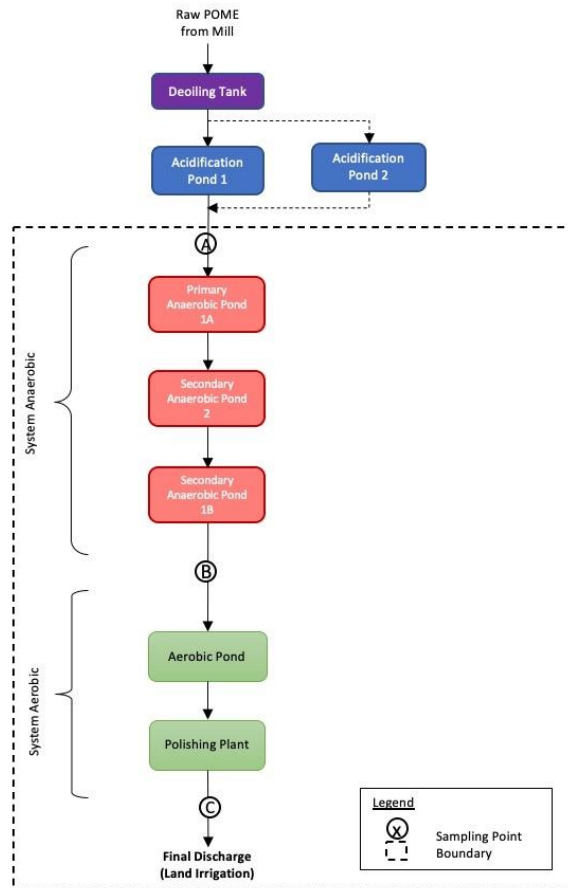 Raw POME
from Mill
Deoiling Tank
Acidification
Pond 1
Acidification
Pond 2
A
System Anaerobic
Primary
Anaerobic Pond
1A
Secondary
Anaerobic Pond
2
Secondary
Anaerobic Pond
1B
B
System Aerobic
Aerobic Pond
Polishing Plant
C
Final Discharge
(Land Irrigation)
Legend
X
Sampling Point
Boundary